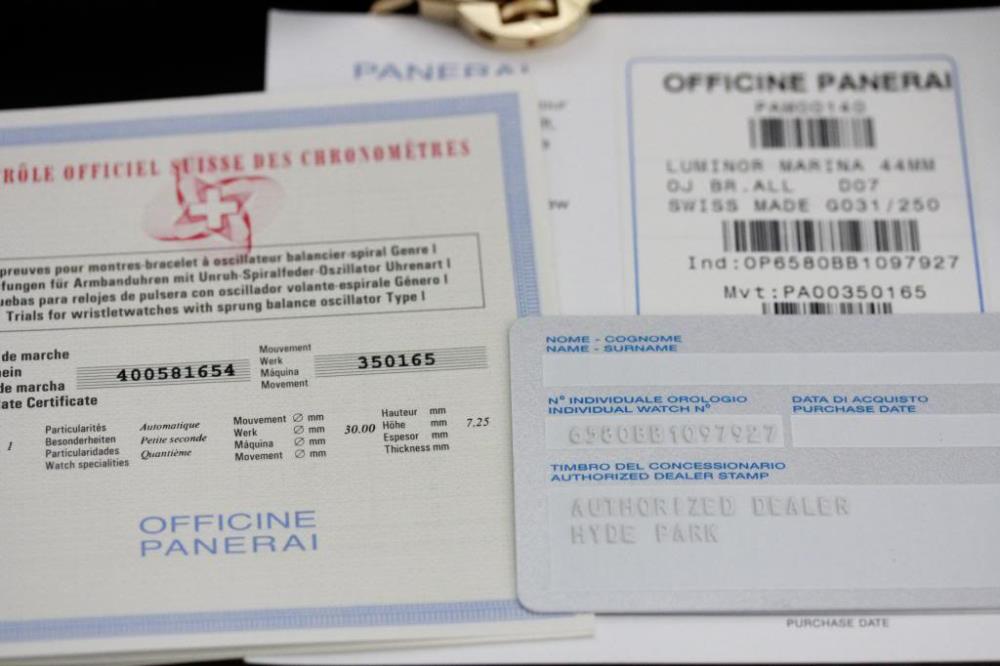 PANERAI
OFFICINE PANERAI
PAM00140
LUMINOR MARINA 44MM
OJ BR.ALL D07
SWISS MADE G031/250
Ind:OP6580BB1097927
Mvt:PA00350165
RÔLE OFFICIEL SUISSE DES CHRONOMÈTRES
preuves pour montres-bracelet à oscillateur balancier-spiral Genre I
fungen für Armbanduhren mit Unruh-Spiralfeder-Oszillator Uhrenart I
uebas para relojes de pulsera con oscillador volante-espirale Género I
Trials for wristletwatches with sprung balance oscillator Type I
de marche
ein
de marcha
ate Certificate
400581654
Mouvement
Werk
Máquina
Movement
350165
1
Particularités
Besonderheiten
Particularidades
Watch specialities
Automatique
Petite seconde
Quantième
Mouvement ∅ mm
Werk ∅ mm
Máquina ∅ mm
Movement ∅ mm
30.00
Hauteur mm
Höhe mm
Espesor mm
Thickness mm
7.25
OFFICINE
PANERAI
NOME - COGNOME
NAME - SURNAME
N° INDIVIDUALE OROLOGIO
INDIVIDUAL WATCH N°
6580BB1097927
DATA DI ACQUISTO
PURCHASE DATE
TIMBRO DEL CONCESSIONARIO
AUTHORIZED DEALER STAMP
AUTHORIZED DEALER
HYDE PARK
PURCHASE DATE